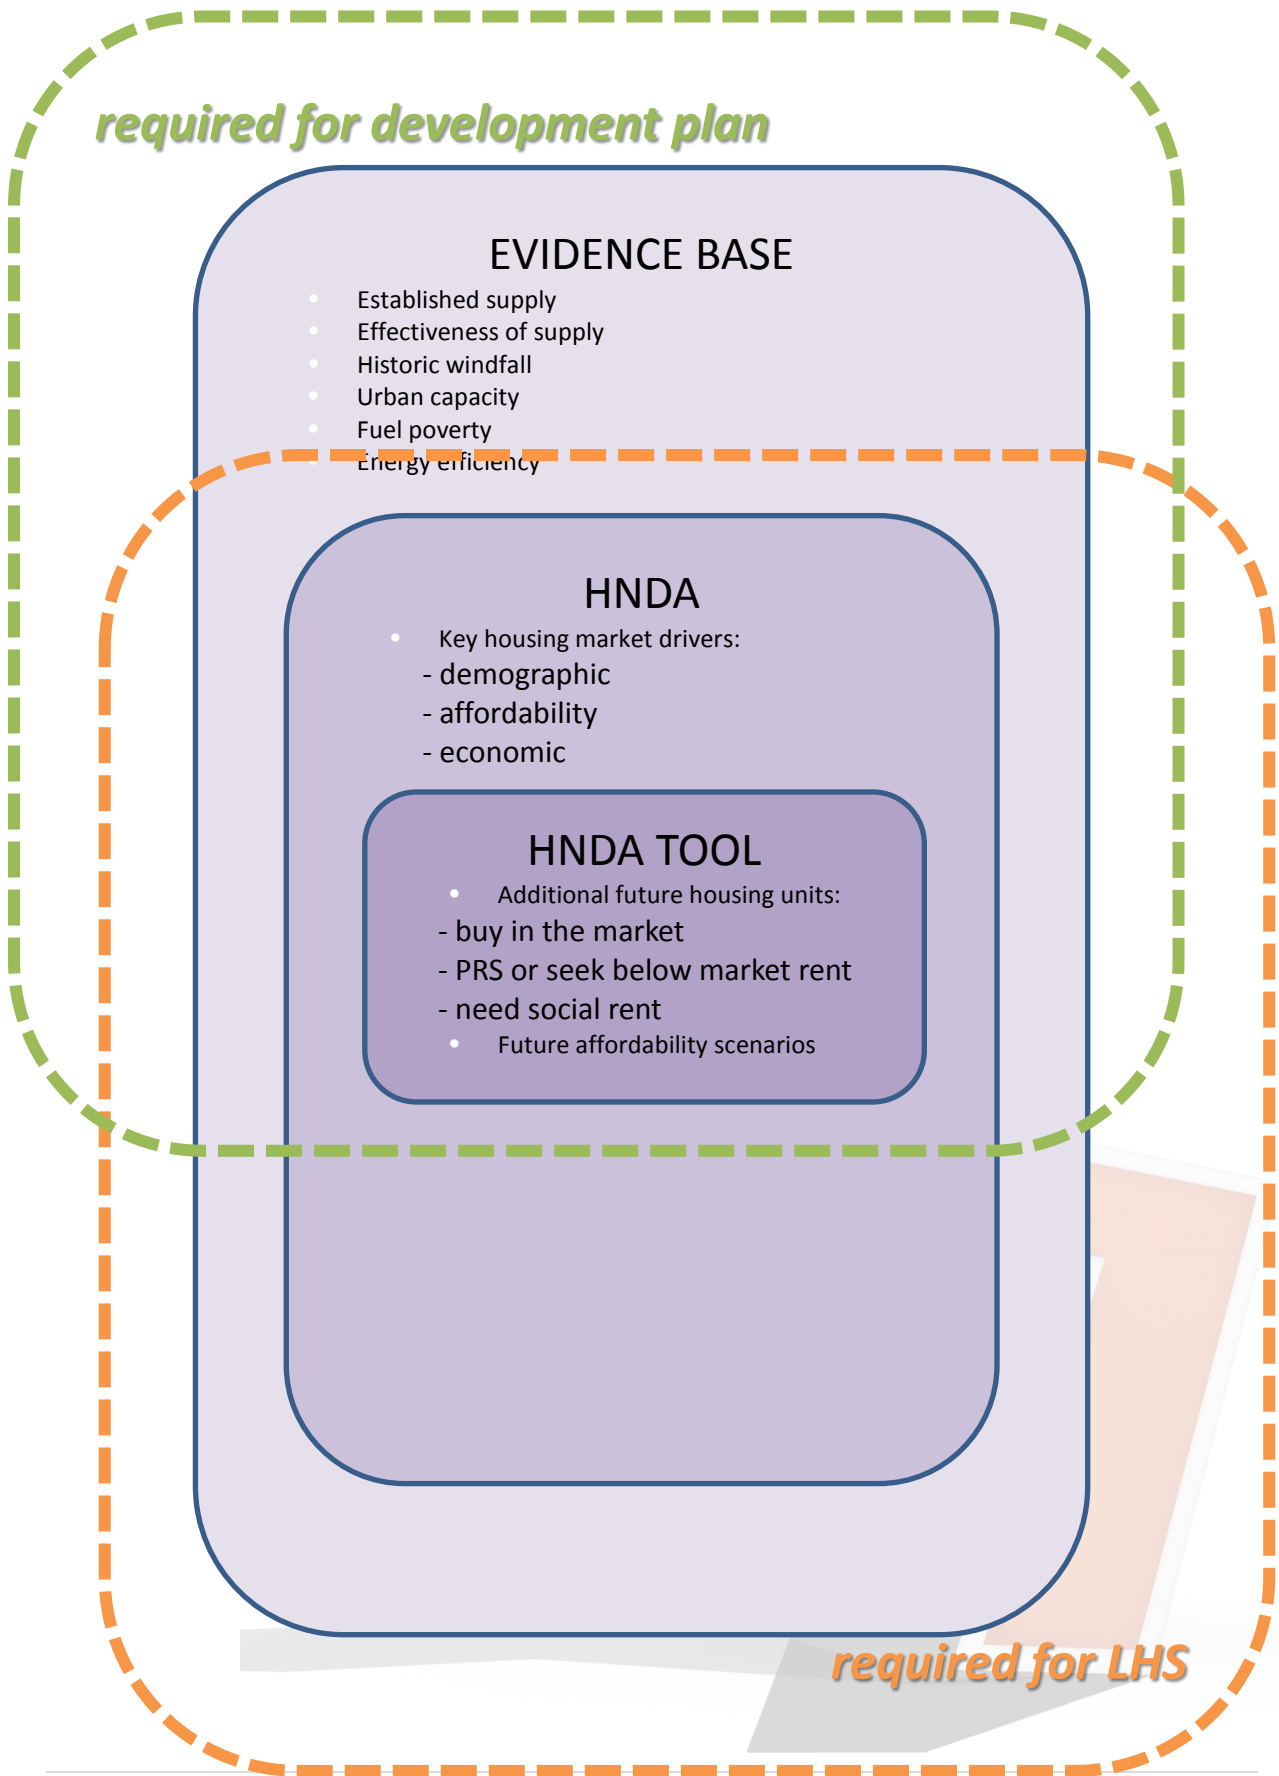 required for development plan
EVIDENCE BASE
• Established supply
• Effectiveness of supply
• Historic windfall
• Urban capacity
• Fuel poverty
• Energy efficiency
HNDA
• Key housing market drivers:
- demographic
- affordability
- economic
HNDA TOOL
• Additional future housing units:
- buy in the market
- PRS or seek below market rent
- need social rent
• Future affordability scenarios
required for LHS